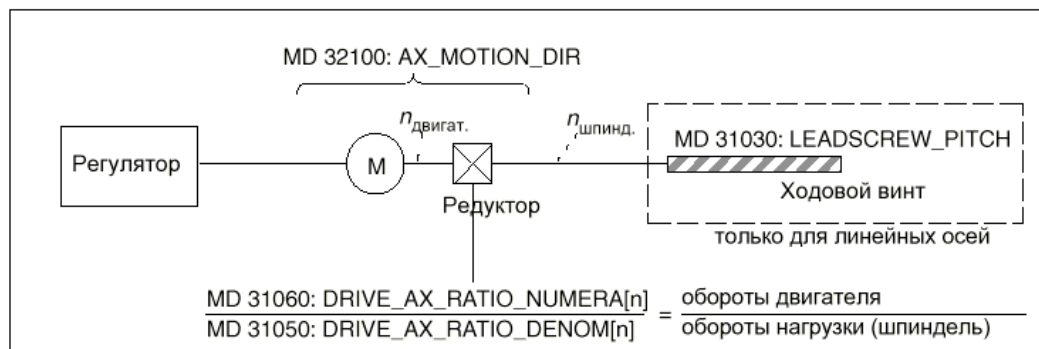 MD 32100: AX_MOTION_DIR
nдвигат.
nшпинд.
MD 31030: LEADSCREW_PITCH
Регулятор
M
Ходовой винт
Редуктор
только для линейных осей
MD 31060: DRIVE_AX_RATIO_NUMERA[n]
MD 31050: DRIVE_AX_RATIO_DENOM[n]
=
обороты двигателя
обороты нагрузки (шпиндель)